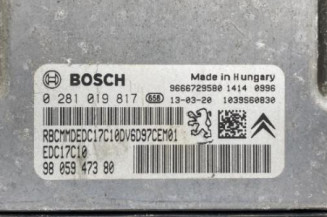 BOSCH
Made in Hungary
9666729580 1414 0996
0 281 019 817 658 13-03-20 1039S60830
RBCMMDEDC17C10DV6D97CEM01
EDC17C10
98 059 473 80